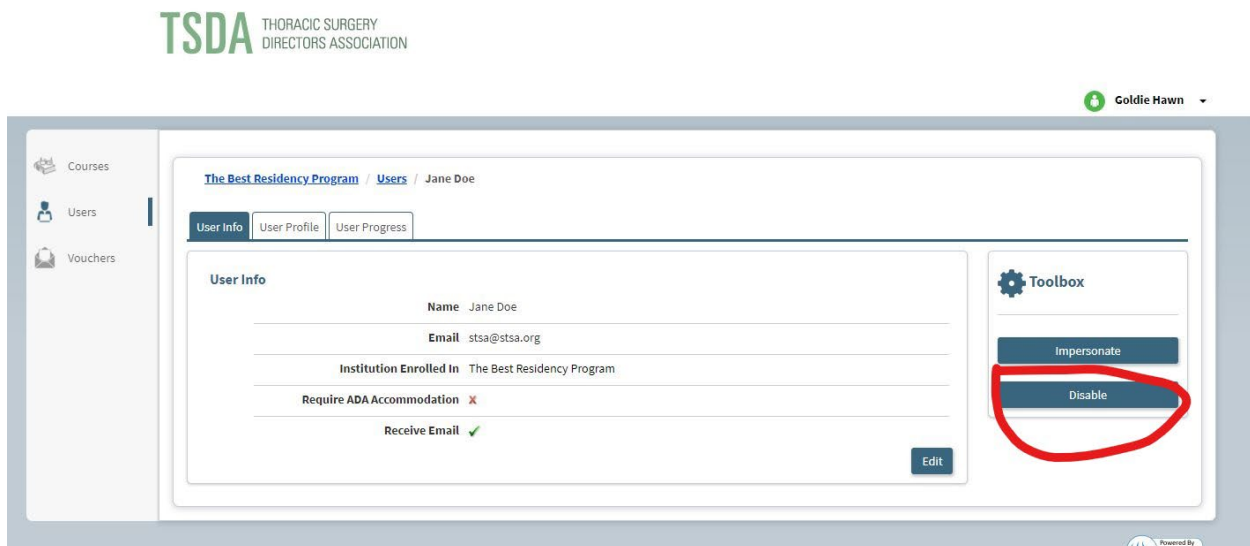 TSDA THORACIC SURGERY
DIRECTORS ASSOCIATION
Goldie Hawn
Courses
Users
Vouchers
The Best Residency Program / Users / Jane Doe
User Info User Profile User Progress
User Info
Name Jane Doe
Email stsa@stsa.org
Institution Enrolled In The Best Residency Program
Require ADA Accommodation
Receive Email
Edit
Toolbox
Impersonate
Disable
Powered By